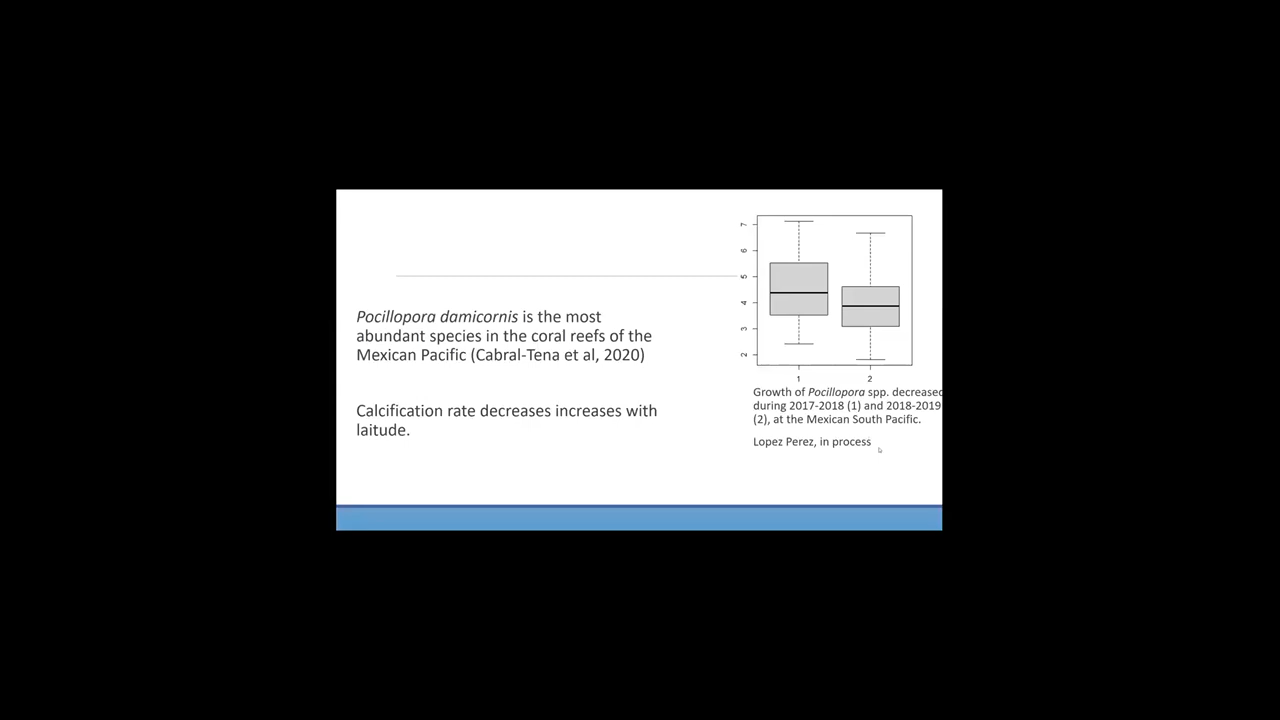 Pocillopora damicornis is the most
abundant species in the coral reefs of the
Mexican Pacific (Cabral-Tena et al, 2020)
Calcification rate decreases increases with
laitude.
7
6
5
4
3
2
1 2
Growth of Pocillopora spp. decreased
during 2017-2018 (1) and 2018-2019
(2), at the Mexican South Pacific.
Lopez Perez, in process